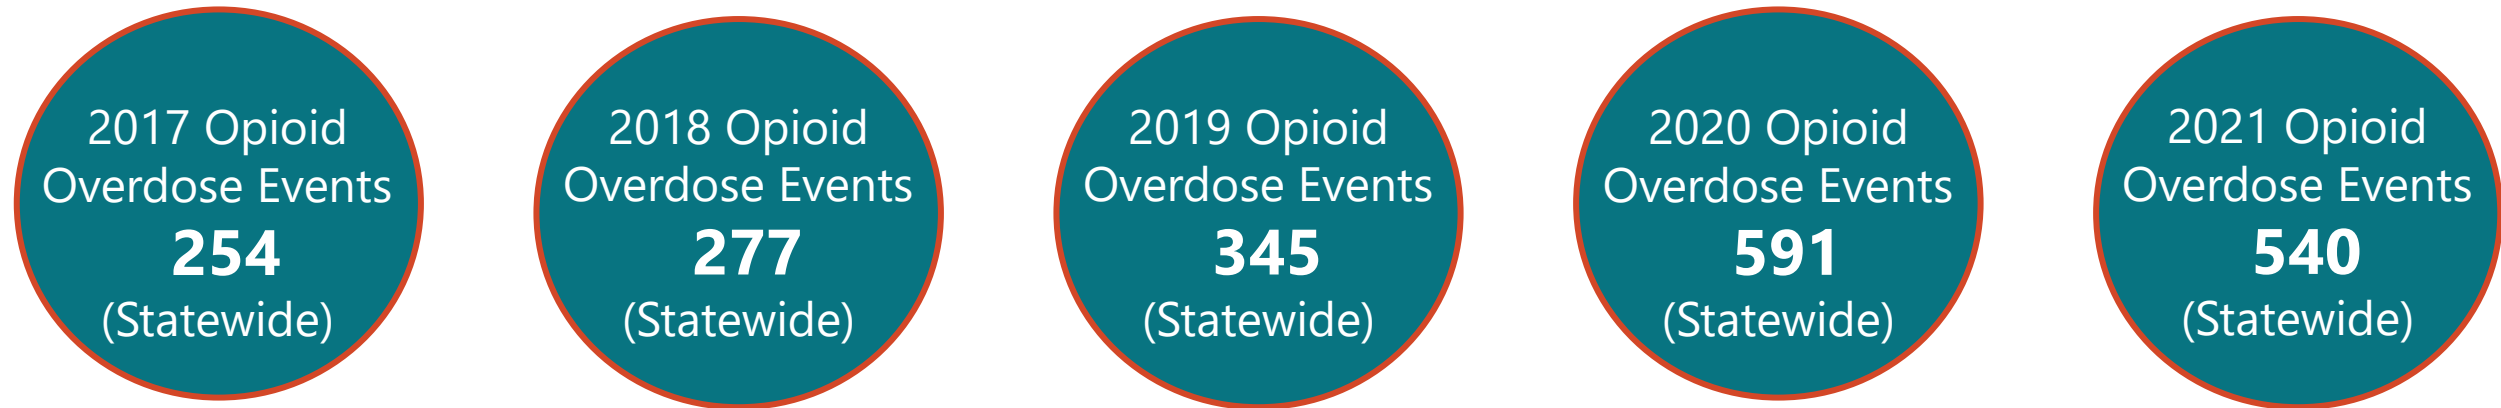 2017 Opioid
Overdose Events
254
(Statewide)
2018 Opioid
Overdose Events
277
(Statewide)
2019 Opioid
Overdose Events
345
(Statewide)
2020 Opioid
Overdose Events
591
(Statewide)
2021 Opioid
Overdose Events
540
(Statewide)